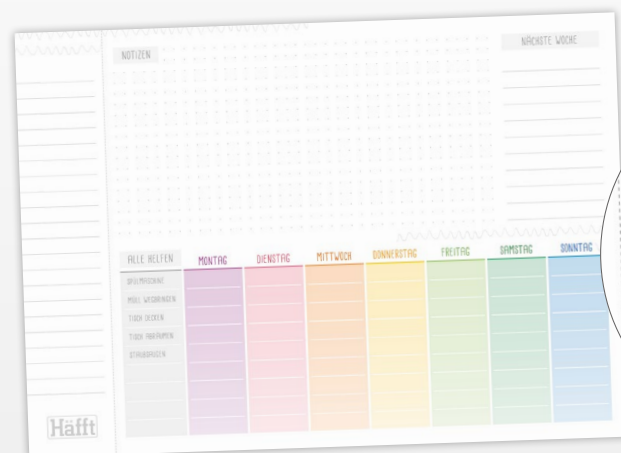 NOTIZEN
NÄCHSTE WOCHE
ALLE HELFEN MONTAG DIENSTAG MITTWOCH DONNERSTAG FREITAG SAMSTAG SONNTAG
SPÜLMASCHINE
MÜLL WEGBRINGEN
TISCH DECKEN
TISCH ABRÄUMEN
STAUBSAUGEN
Häfft